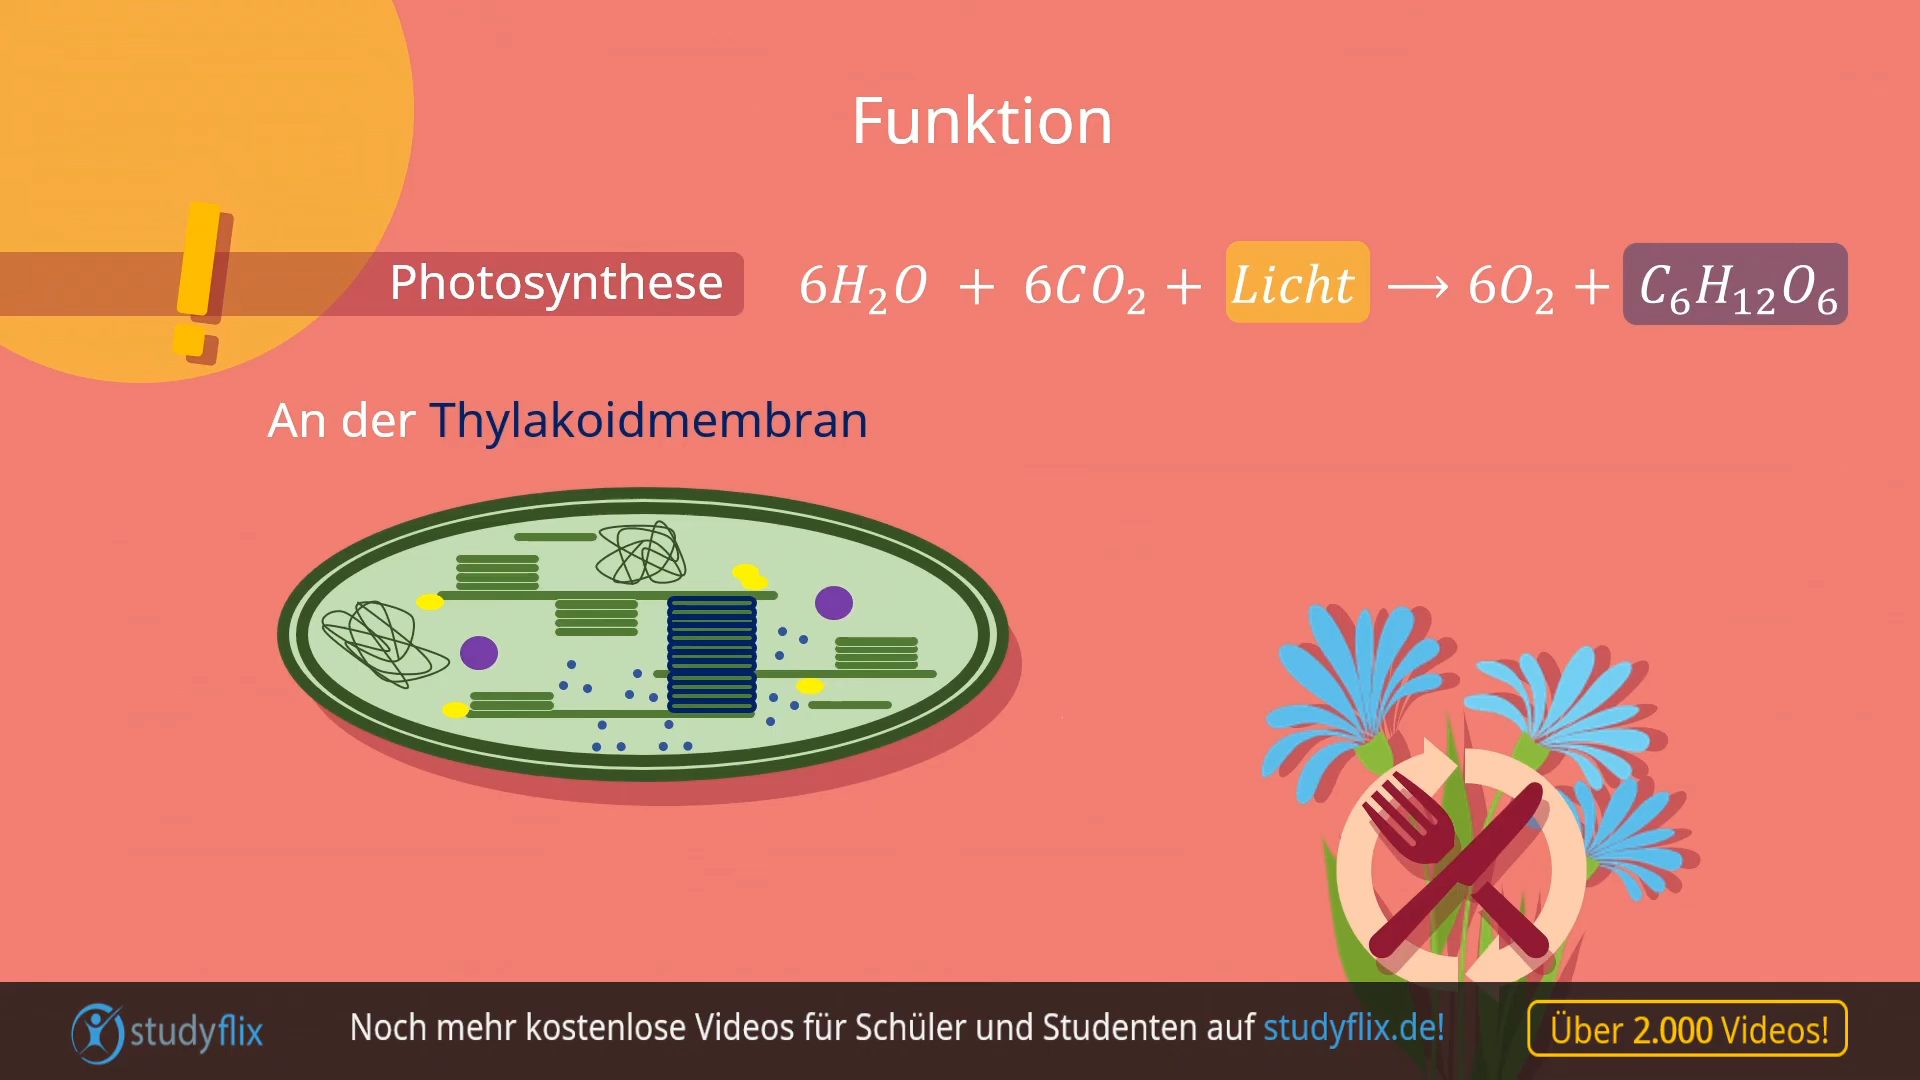 Funktion
Photosynthese
6H₂O + 6CO₂ + Licht ⟶ 6O₂ + C₆H₁₂O₆
An der Thylakoidmembran
studyflix
Noch mehr kostenlose Videos für Schüler und Studenten auf studyflix.de!
Über 2.000 Videos!